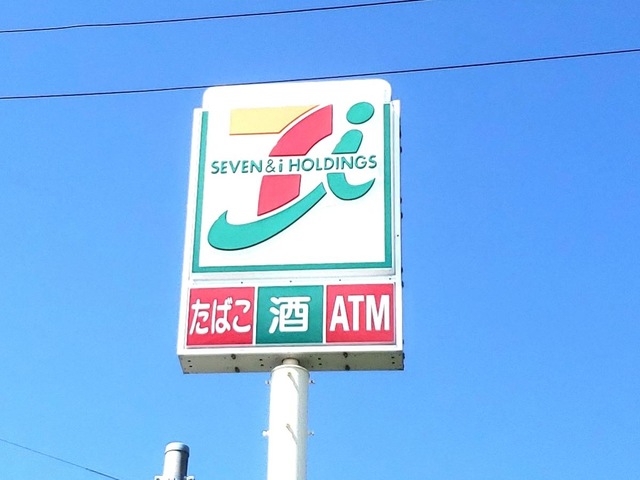 SEVEN & i HOLDINGS
たばこ 酒 ATM